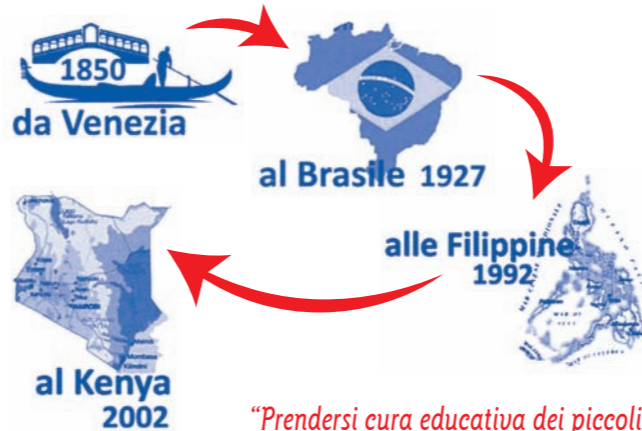 1850
da Venezia
al Brasile 1927
alle Filippine
1992
al Kenya
2002
“Prendersi cura educativa dei piccoli